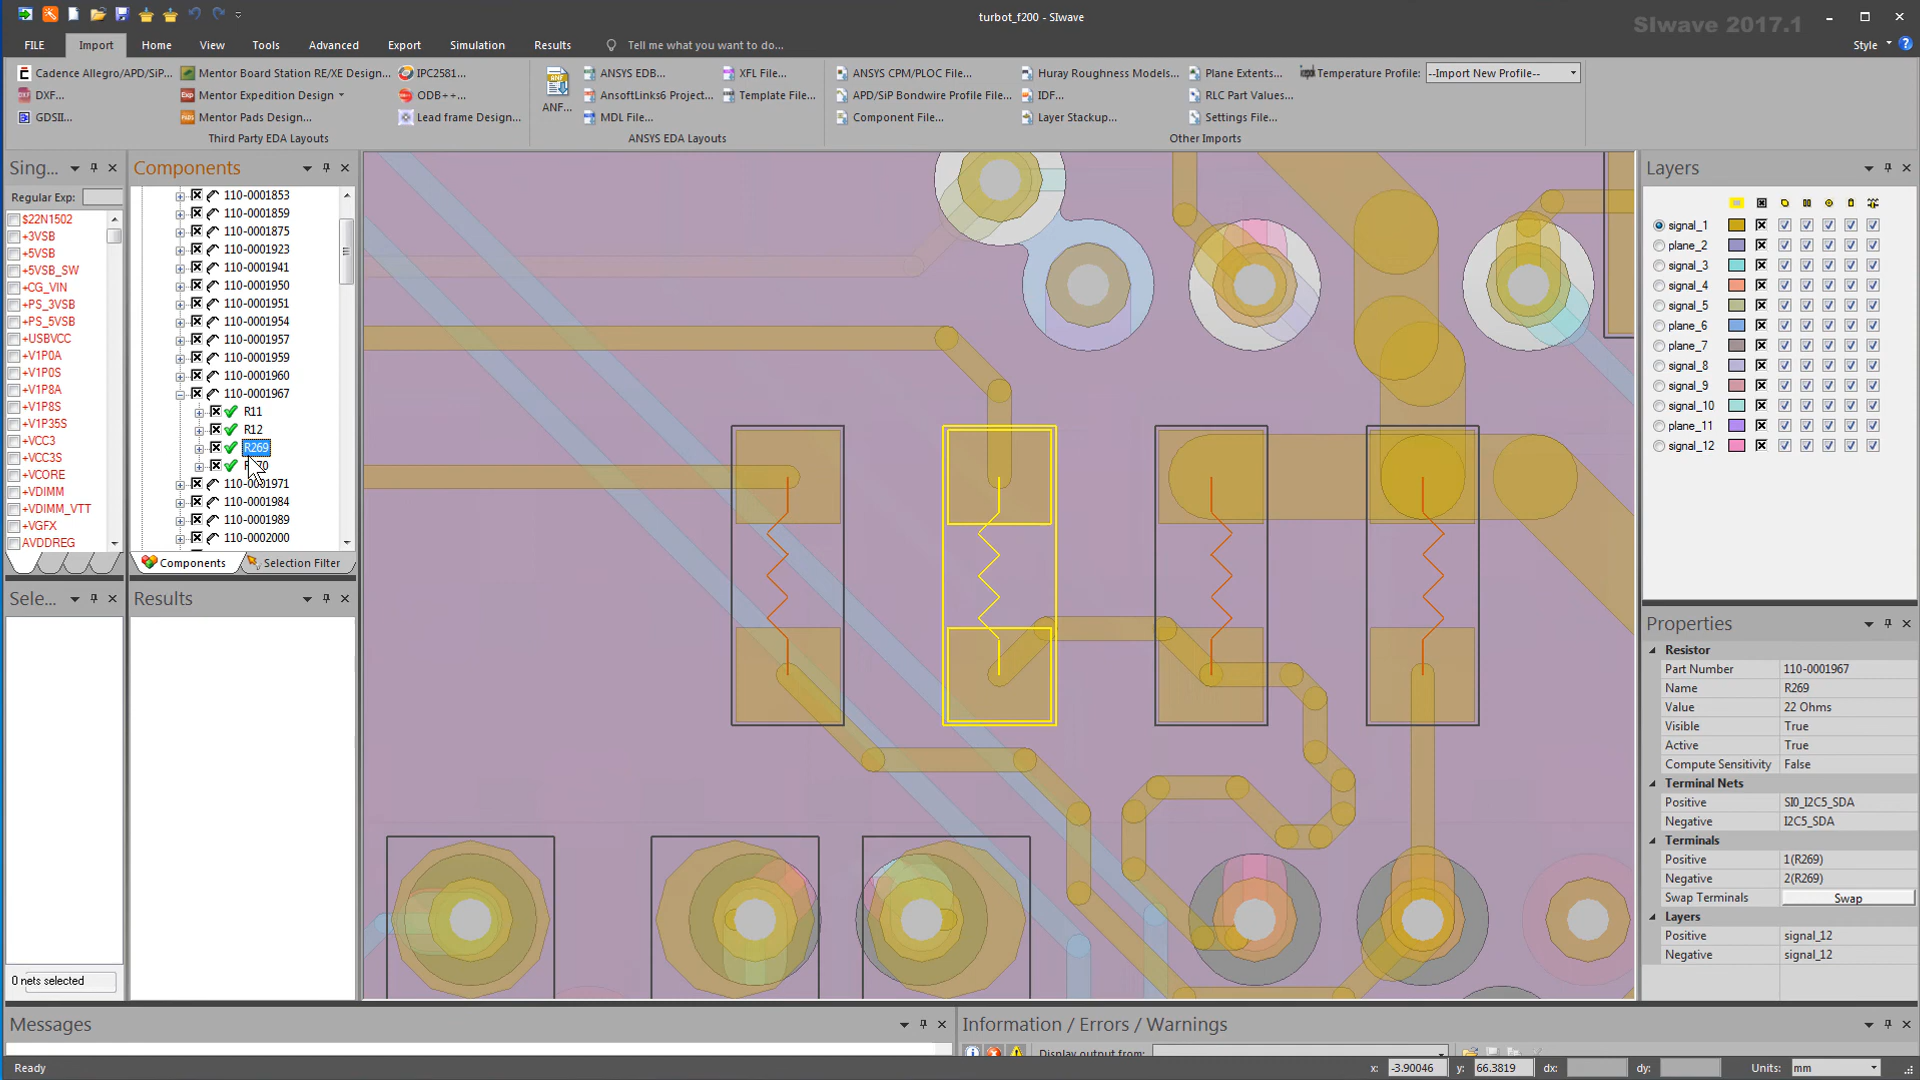 turbot_f200 - SIwave
SIwave 2017.1
FILE
Import
Home
View
Tools
Advanced
Export
Simulation
Results
Tell me what you want to do...
Style
Cadence Allegro/APD/SiP...
DXF...
GDSII...
Mentor Board Station RE/XE Design...
Mentor Expedition Design
Mentor Pads Design...
IPC2581...
ODB++...
Lead frame Design...
Third Party EDA Layouts
ANF...
ANSYS EDB...
AnsoftLinks6 Project...
MDL File...
XFL File...
Template File...
ANSYS EDA Layouts
ANSYS CPM/PLOC File...
APD/SiP Bondwire Profile File...
Component File...
Huray Roughness Models...
IDF...
Layer Stackup...
Plane Extents...
RLC Part Values...
Settings File...
Temperature Profile:
--Import New Profile--
Other Imports
Sing...
Regular Exp:
$22N1502
+3VSB
+5VSB
+5VSB_SW
+CG_VIN
+PS_3VSB
+PS_5VSB
+USBVCC
+V1P0A
+V1P0S
+V1P8A
+V1P8S
+V1P35S
+VCC3
+VCC3S
+VCORE
+VDIMM
+VDIMM_VTT
+VGFX
AVDDREG
Components
110-0001853
110-0001859
110-0001875
110-0001923
110-0001941
110-0001950
110-0001951
110-0001954
110-0001957
110-0001959
110-0001960
110-0001967
R11
R12
R269
110-0001971
110-0001984
110-0001989
110-0002000
Components
Selection Filter
Sele...
0 nets selected
Results
Layers
signal_1
plane_2
signal_3
signal_4
signal_5
plane_6
plane_7
signal_8
signal_9
signal_10
plane_11
signal_12
Properties
Resistor
Part Number 110-0001967
Name R269
Value 22 Ohms
Visible True
Active True
Compute Sensitivity False
Terminal Nets
Positive SI0_I2C5_SDA
Negative I2C5_SDA
Terminals
Positive 1(R269)
Negative 2(R269)
Swap Terminals Swap
Layers
Positive signal_12
Negative signal_12
Messages
Information / Errors / Warnings
Display output from:
Ready
x: -3.90046 y: 66.3819 dx: dy: Units: mm